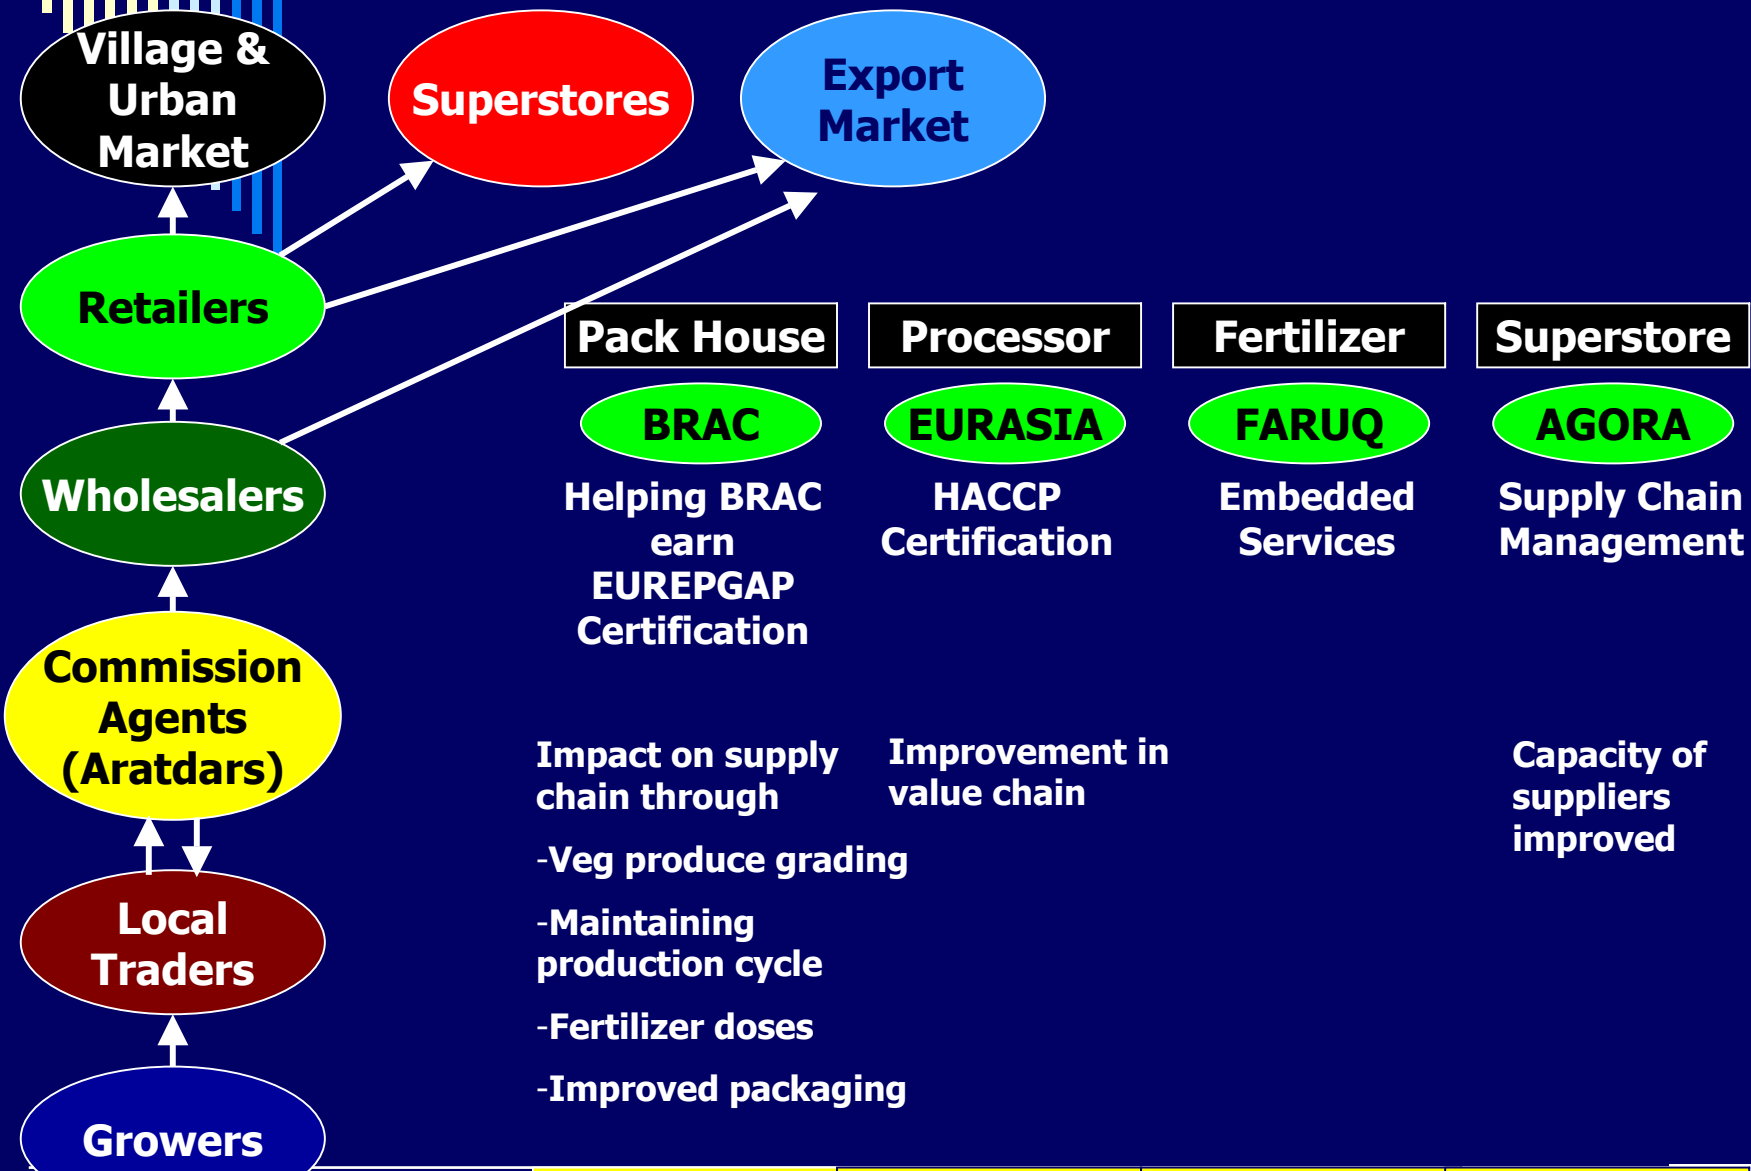 Village &
Urban
Market
Superstores
Export
Market
Retailers
Wholesalers
Commission
Agents
(Aratdars)
Local
Traders
Growers
Pack House
BRAC
Helping BRAC
earn
EUREPGAP
Certification
Impact on supply
chain through
-Veg produce grading
-Maintaining
production cycle
-Fertilizer doses
-Improved packaging
Processor
EURASIA
HACCP
Certification
Improvement in
value chain
Fertilizer
FARUQ
Embedded
Services
Superstore
AGORA
Supply Chain
Management
Capacity of
suppliers
improved